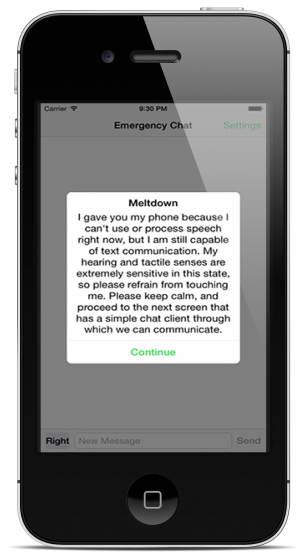 Carrier 9:30 PM
Emergency Chat Settings
Meltdown
I gave you my phone because I
can't use or process speech
right now, but I am still capable
of text communication. My
hearing and tactile senses are
extremely sensitive in this state,
so please refrain from touching
me. Please keep calm, and
proceed to the next screen that
has a simple chat client through
which we can communicate.
Continue
Right New Message Send